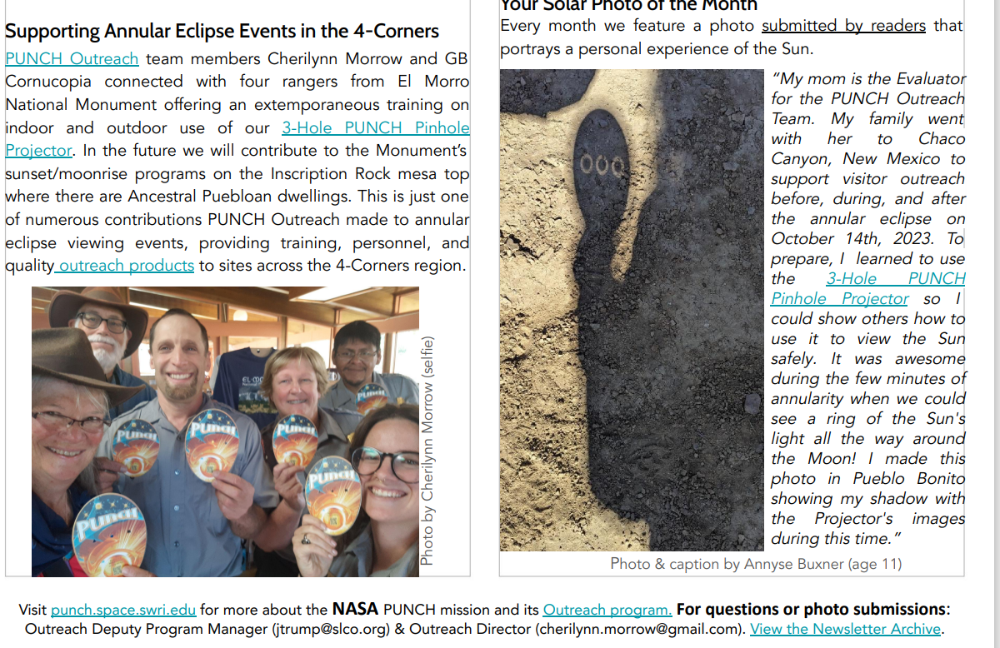 Supporting Annular Eclipse Events in the 4-Corners
PUNCH Outreach team members Cherilynn Morrow and GB
Cornucopia connected with four rangers from El Morro
National Monument offering an extemporaneous training on
indoor and outdoor use of our 3-Hole PUNCH Pinhole
Projector. In the future we will contribute to the Monument's
sunset/moonrise programs on the Inscription Rock mesa top
where there are Ancestral Puebloan dwellings. This is just one
of numerous contributions PUNCH Outreach made to annular
eclipse viewing events, providing training, personnel, and
quality outreach products to sites across the 4-Corners region.
EL MO
PUNCH
PUNCH
PUNCH
PUNCH
PUNCH
Photo by Cherilynn Morrow (selfie)
Your Solar Photo of the Month
Every month we feature a photo submitted by readers that
portrays a personal experience of the Sun.
“My mom is the Evaluator
for the PUNCH Outreach
Team. My family went
with her to Chaco
Canyon, New Mexico to
support visitor outreach
before, during, and after
the annular eclipse on
October 14th, 2023. To
prepare, I learned to use
the 3-Hole PUNCH
Pinhole Projector so I
could show others how to
use it to view the Sun
safely. It was awesome
during the few minutes of
annularity when we could
see a ring of the Sun's
light all the way around
the Moon! I made this
photo in Pueblo Bonito
showing my shadow with
the Projector's images
during this time.”
Photo & caption by Annyse Buxner (age 11)
Visit punch.space.swri.edu for more about the NASA PUNCH mission and its Outreach program. For questions or photo submissions:
Outreach Deputy Program Manager (jtrump@slco.org) & Outreach Director (cherilynn.morrow@gmail.com). View the Newsletter Archive.